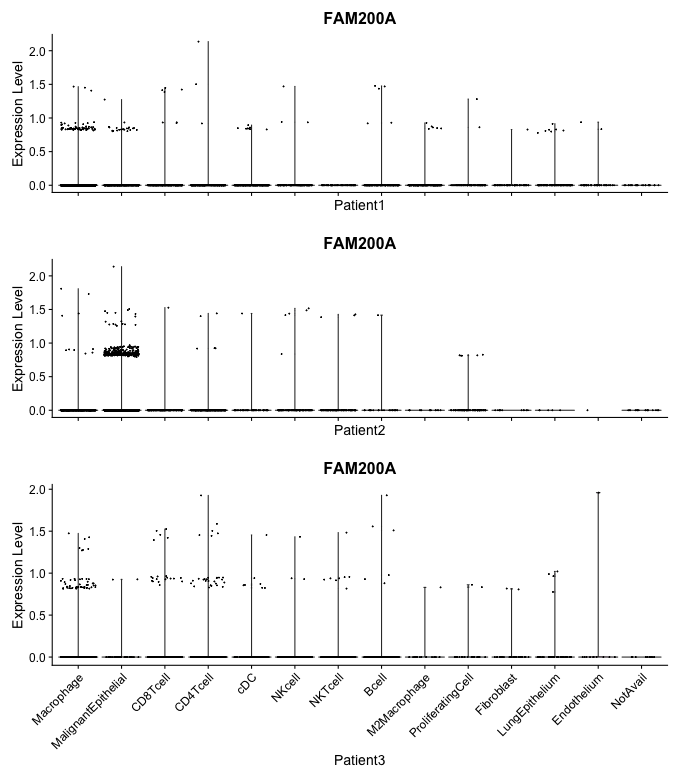 FAM200A
Expression Level
2.0
1.5
1.0
0.5
0.0
Patient1
FAM200A
Expression Level
2.0
1.5
1.0
0.5
0.0
Patient2
FAM200A
Expression Level
2.0
1.5
1.0
0.5
0.0
Macrophage
MalignantEpithelial
CD8Tcell
CD4Tcell
cDC
NKcell
NKTcell
Bcell
M2Macrophage
ProliferatingCell
Fibroblast
LungEpithelium
Endothelium
NotAvail
Patient3